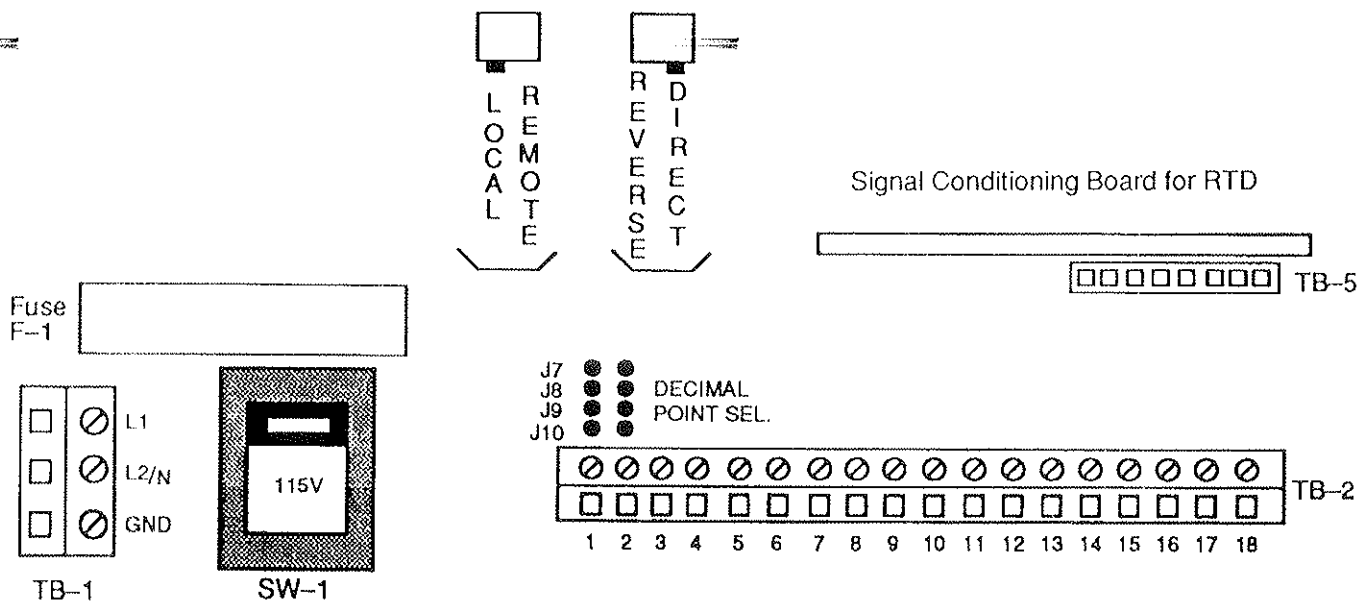 LOCAL
REMOTE
REVERSE
DIRECT
Signal Conditioning Board for RTD
TB–5
Fuse
F–1
J7
J8
J9
J10
DECIMAL
POINT SEL.
L1
L2/N
GND
115V
TB–2
1 2 3 4 5 6 7 8 9 10 11 12 13 14 15 16 17 18
TB–1
SW–1